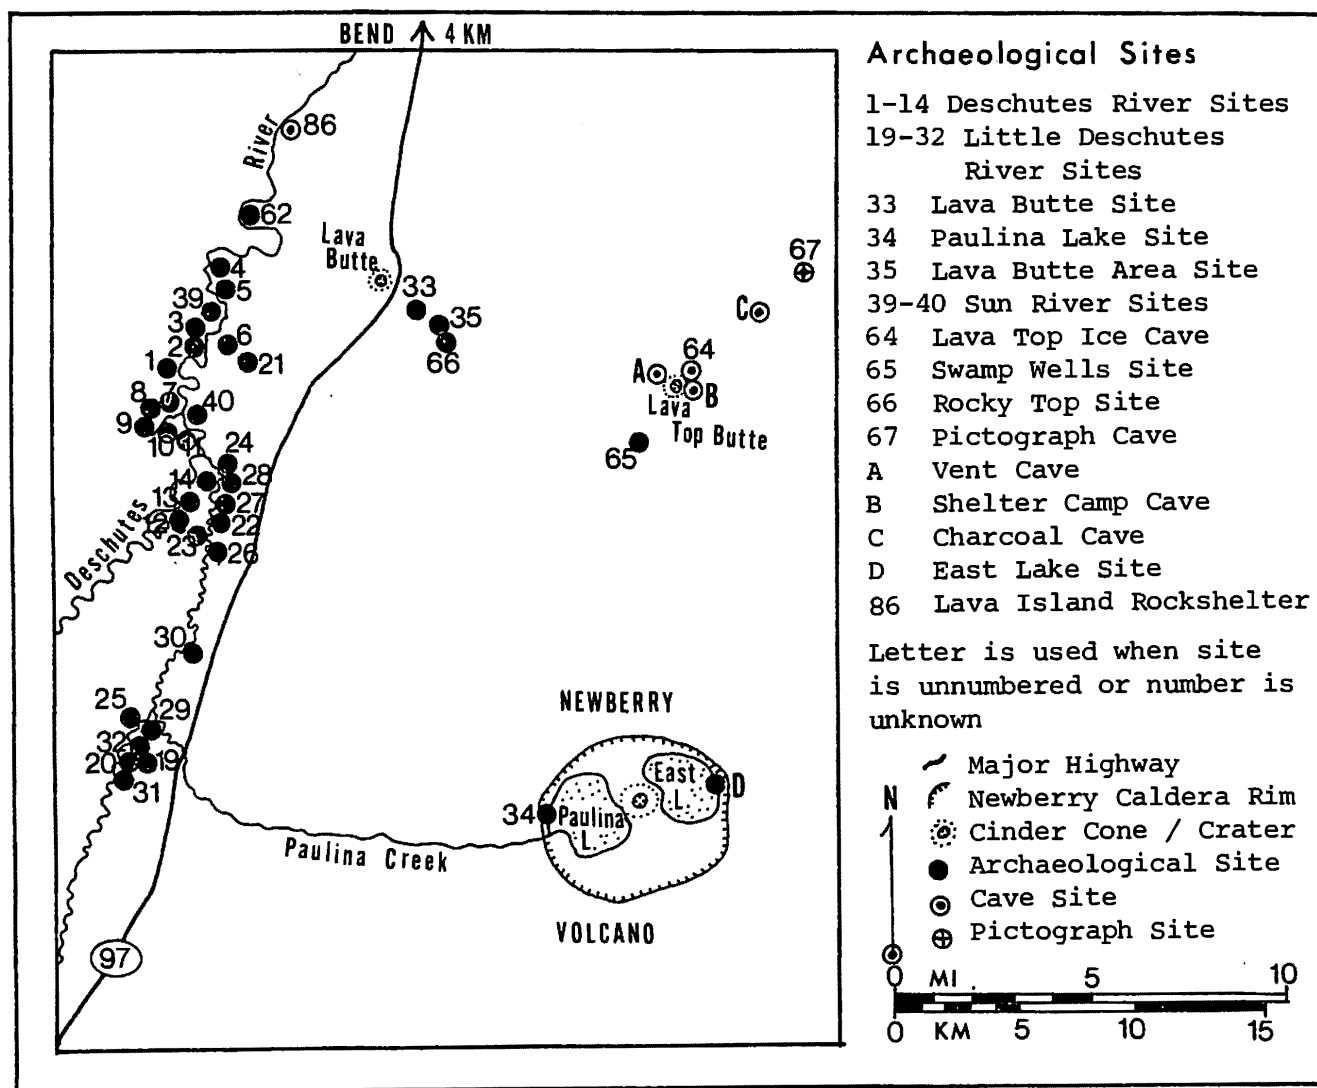 BEND 4 KM
River
86
62
Lava
Butte
67
4
5
39
3
2
6
1
21
33
35
66
C
64
A
B
Lava
Top Butte
65
7
8
9
40
10
11
24
14
28
13
27
12
22
23
26
Deschutes
30
25
29
32
20
19
31
NEWBERRY
East
L.
D
34
Paulina
L.
Paulina Creek
VOLCANO
97
Archaeological Sites
1-14 Deschutes River Sites
19-32 Little Deschutes
River Sites
33 Lava Butte Site
34 Paulina Lake Site
35 Lava Butte Area Site
39-40 Sun River Sites
64 Lava Top Ice Cave
65 Swamp Wells Site
66 Rocky Top Site
67 Pictograph Cave
A Vent Cave
B Shelter Camp Cave
C Charcoal Cave
D East Lake Site
86 Lava Island Rockshelter
Letter is used when site
is unnumbered or number is
unknown
Major Highway
N Newberry Caldera Rim
Cinder Cone / Crater
Archaeological Site
Cave Site
Pictograph Site
0 MI 5 10
0 KM 5 10 15